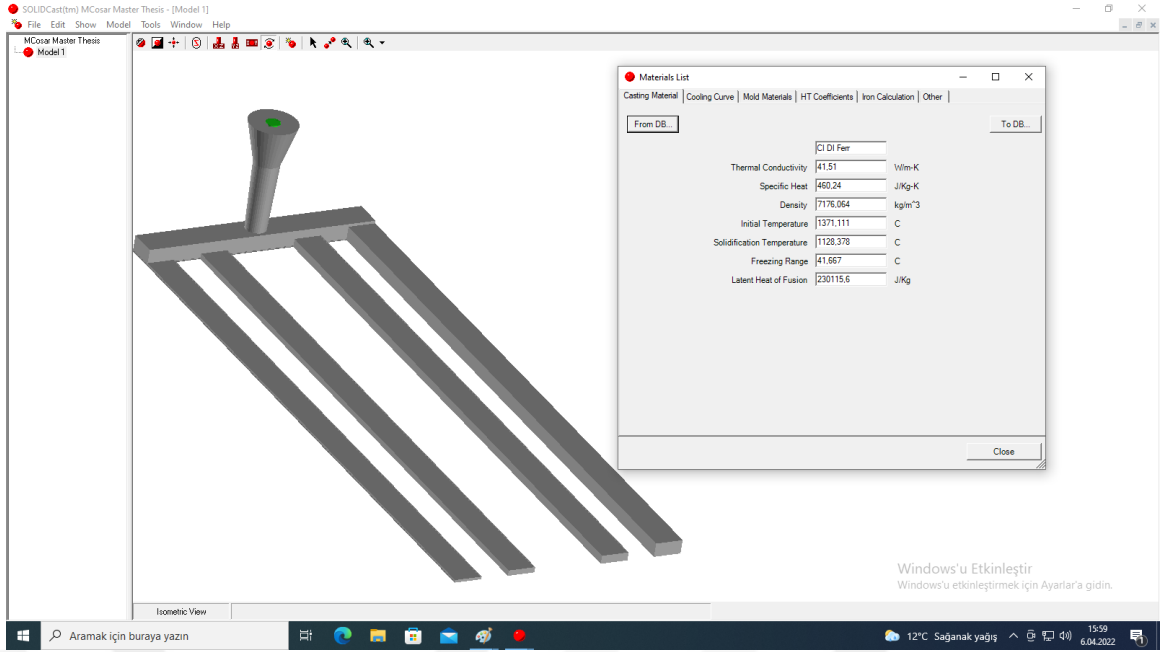 SOLIDCast(tm) MCosar Master Thesis - [Model 1]
File Edit Show Model Tools Window Help
MCosar Master Thesis
Model 1
Materials List
Casting Material Cooling Curve Mold Materials HT Coefficients Iron Calculation Other
From DB... To DB...
CI DI Ferr
Thermal Conductivity 41,51 W/m-K
Specific Heat 460,24 J/Kg-K
Density 7176,064 kg/m^3
Initial Temperature 1371,111 C
Solidification Temperature 1128,378 C
Freezing Range 41,667 C
Latent Heat of Fusion 230115,6 J/Kg
Close
Windows'u Etkinleştir
Windows'u etkinleştirmek için Ayarlar'a gidin.
Isometric View
Aramak için buraya yazın
12°C Sağanak yağış
15:59
6.04.2022